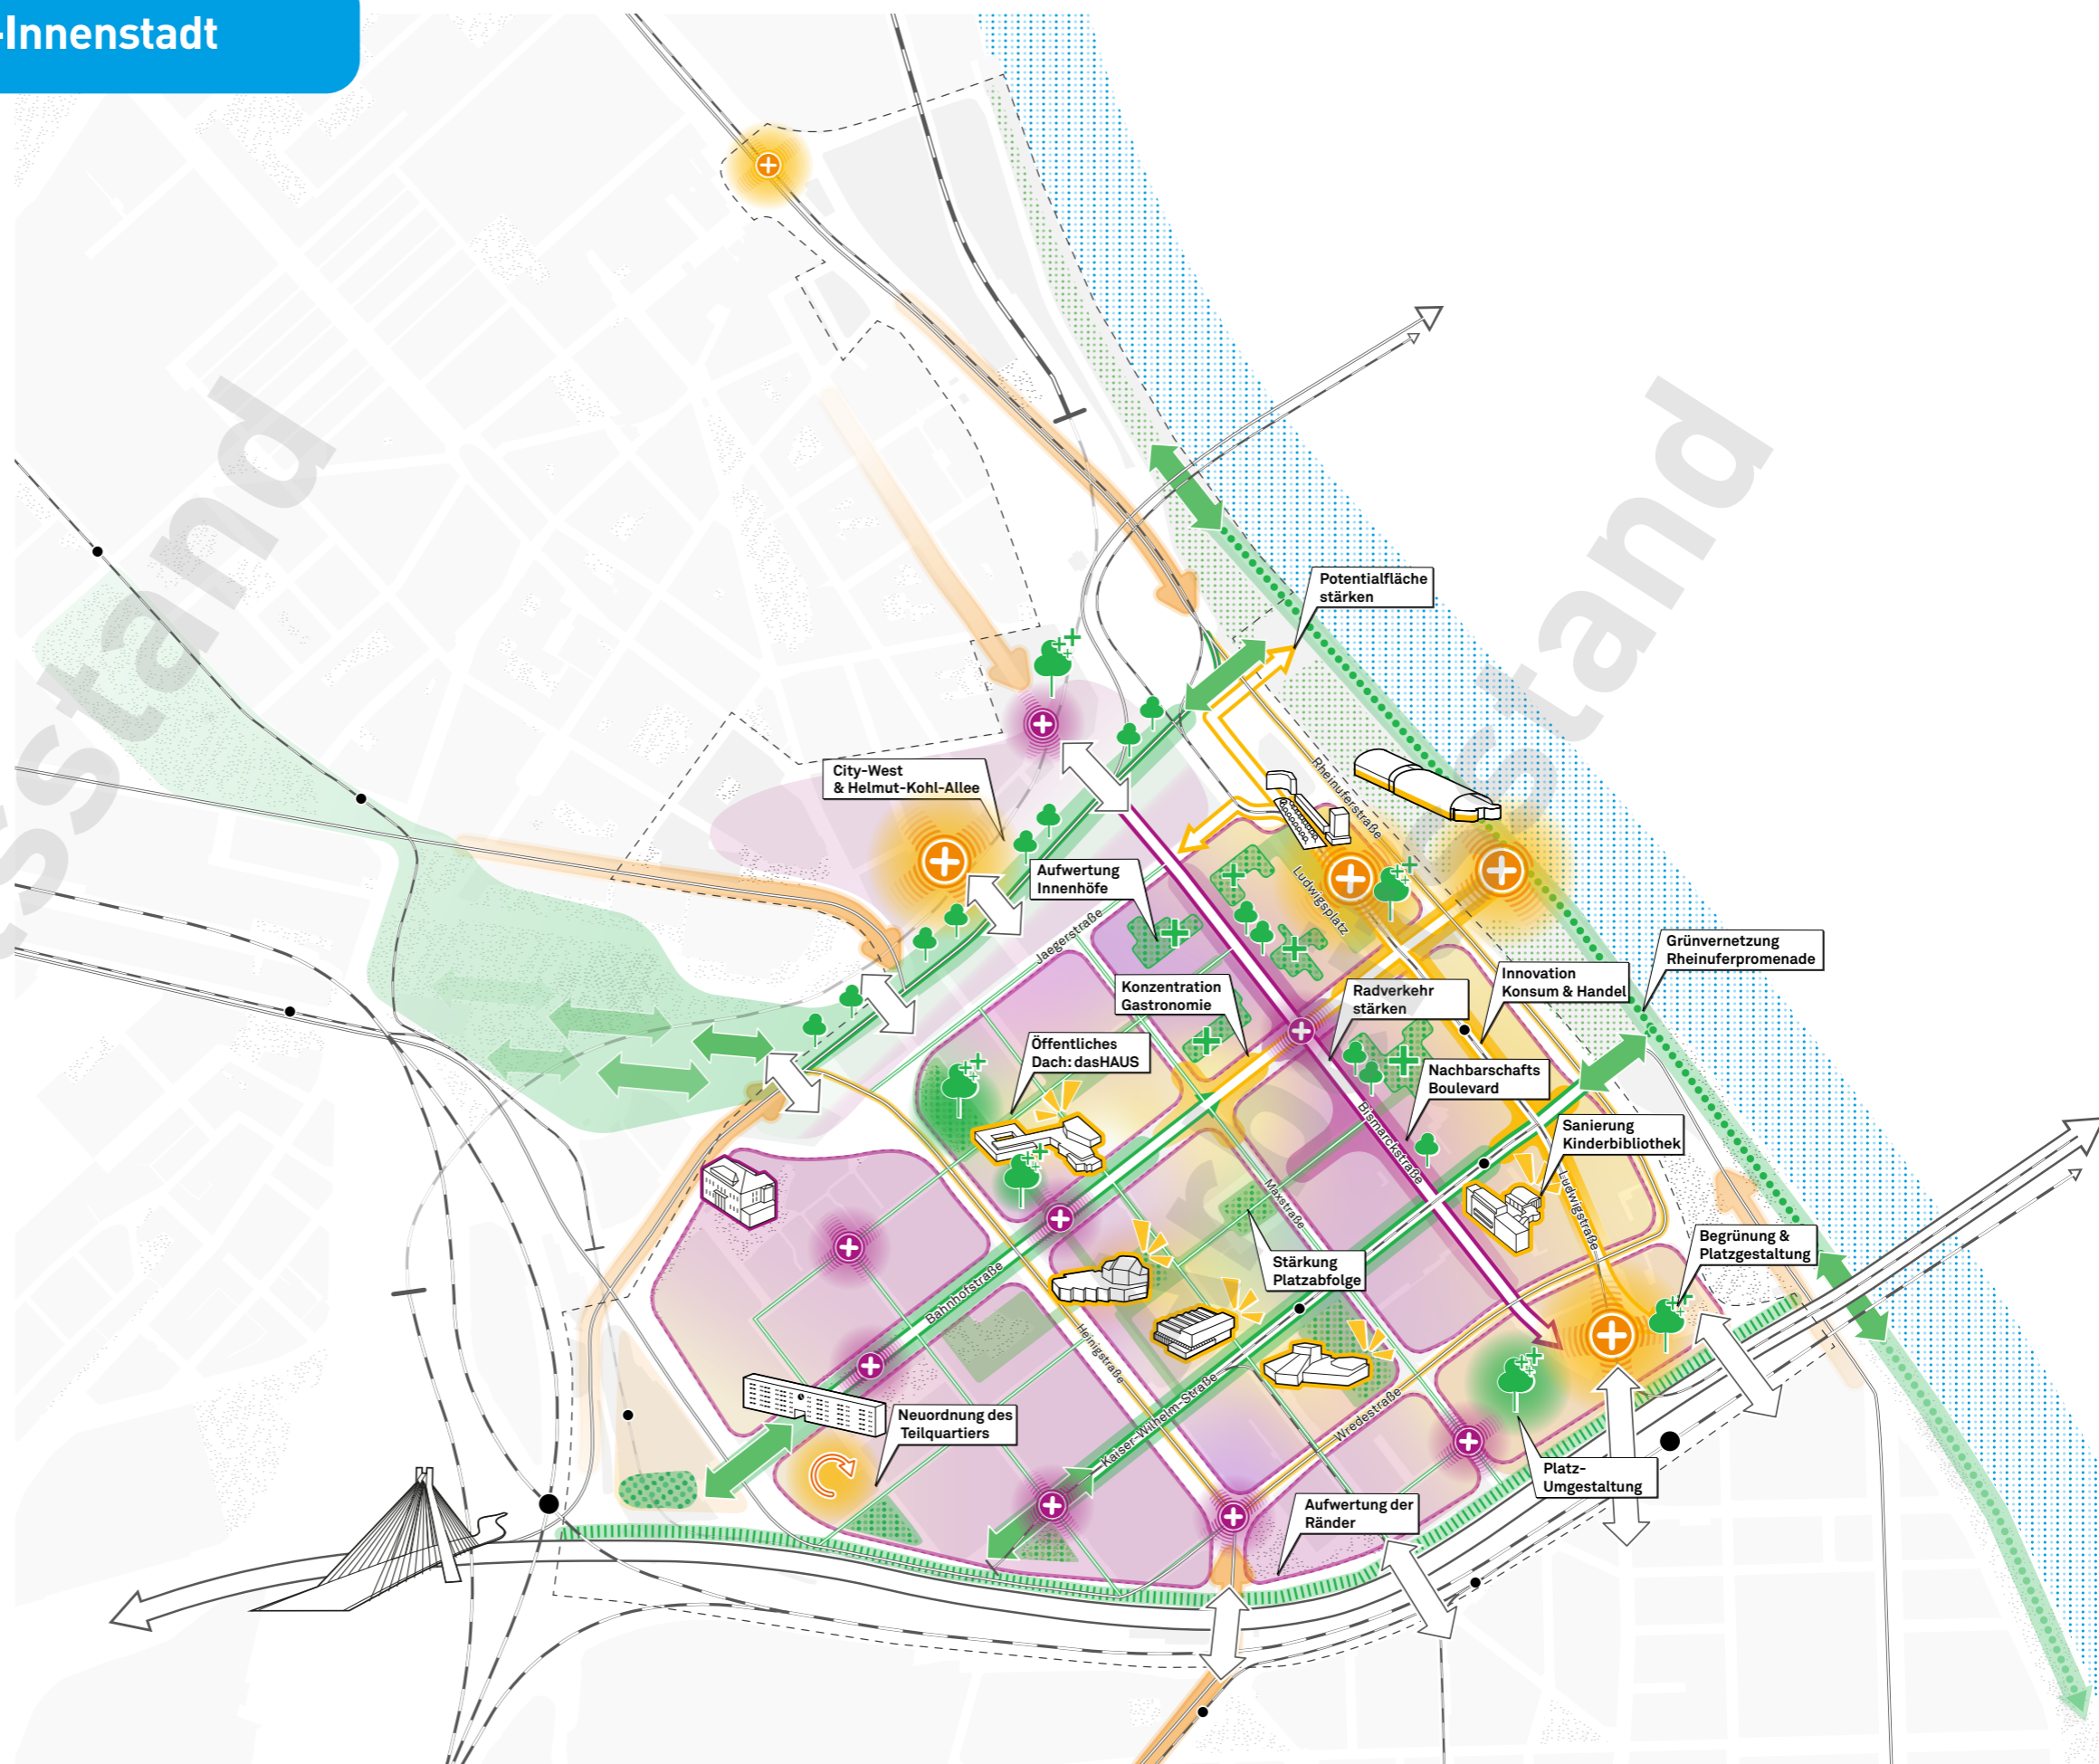 -Innenstadt
Potentialfläche
stärken
Rheinuferstraße
City-West
& Helmut-Kohl-Allee
Aufwertung
Innenhöfe
Ludwigsplatz
Jaegerstraße
Grünvernetzung
Rheinuferpromenade
Innovation
Konsum & Handel
Konzentration
Gastronomie
Radverkehr
stärken
Öffentliches
Dach: dasHAUS
Nachbarschafts
Boulevard
Bismarckstraße
Sanierung
Kinderbibliothek
Maxstraße
Ludwigstraße
Begrünung &
Platzgestaltung
Stärkung
Platzabfolge
Bahnhofstraße
Heinigstraße
Kaiser-Wilhelm-Straße
Wredestraße
Neuordnung des
Teilquartiers
Platz-
Umgestaltung
Aufwertung der
Ränder